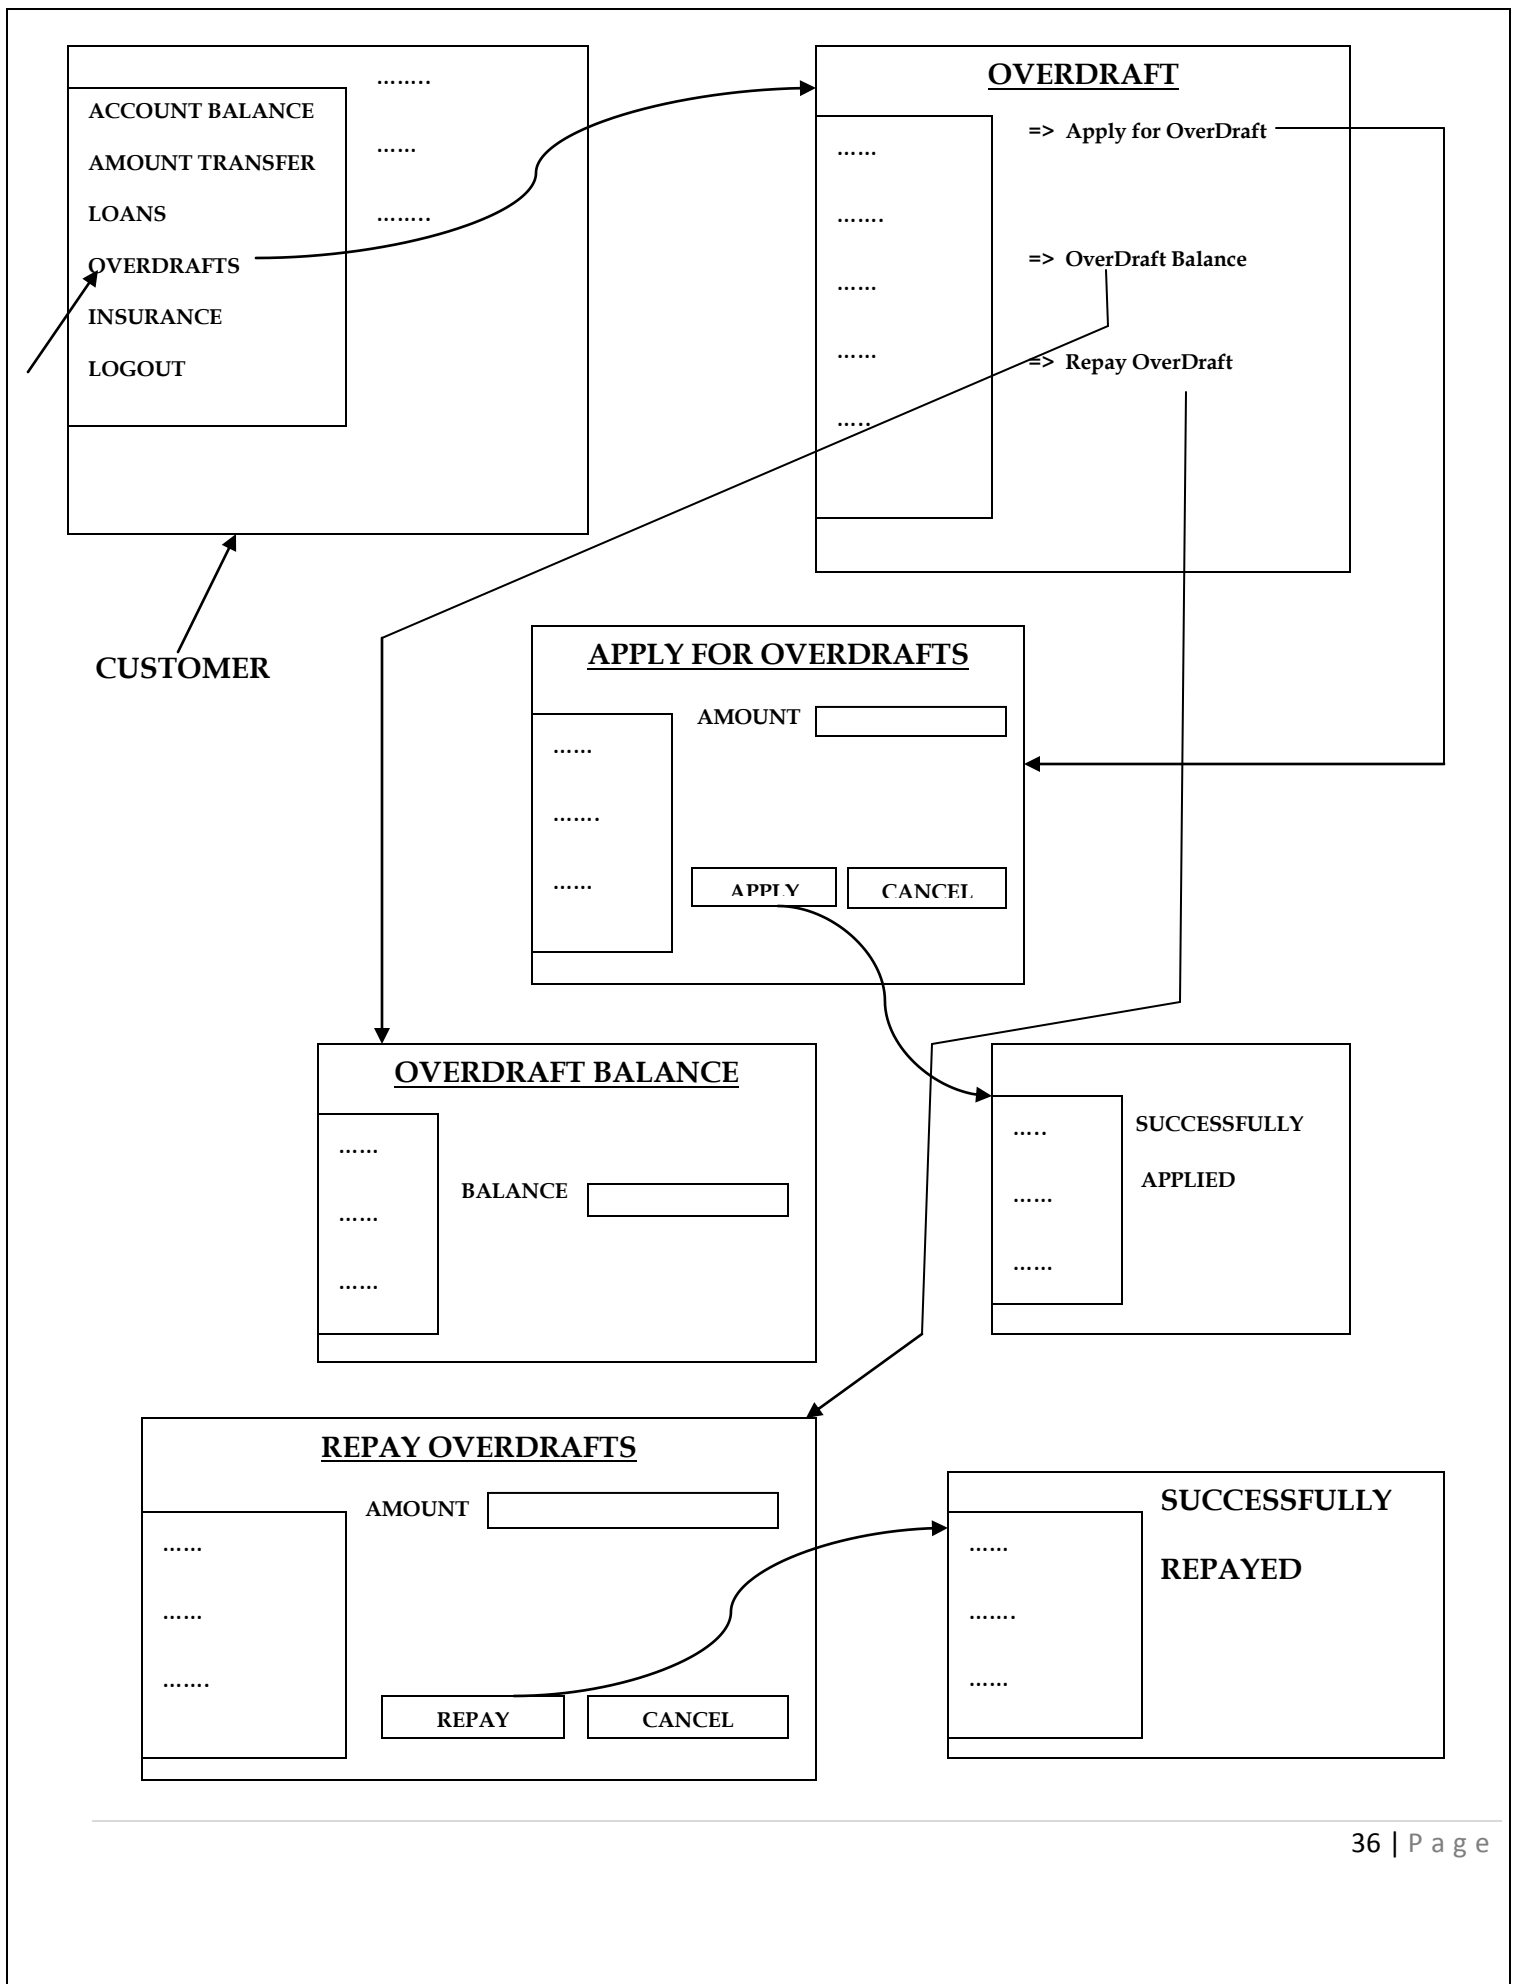 ……..
ACCOUNT BALANCE
……
AMOUNT TRANSFER
LOANS
……..
OVERDRAFTS
INSURANCE
LOGOUT
CUSTOMER
OVERDRAFT
=> Apply for OverDraft
……
…….
=> OverDraft Balance
……
……
=> Repay OverDraft
…..
APPLY FOR OVERDRAFTS
AMOUNT
……
…….
……
APPLY
CANCEL
OVERDRAFT BALANCE
……
BALANCE
……
……
…..
SUCCESSFULLY
APPLIED
……
……
REPAY OVERDRAFTS
AMOUNT
……
……
…….
REPAY
CANCEL
SUCCESSFULLY
……
REPAYED
…….
……
36 | Page